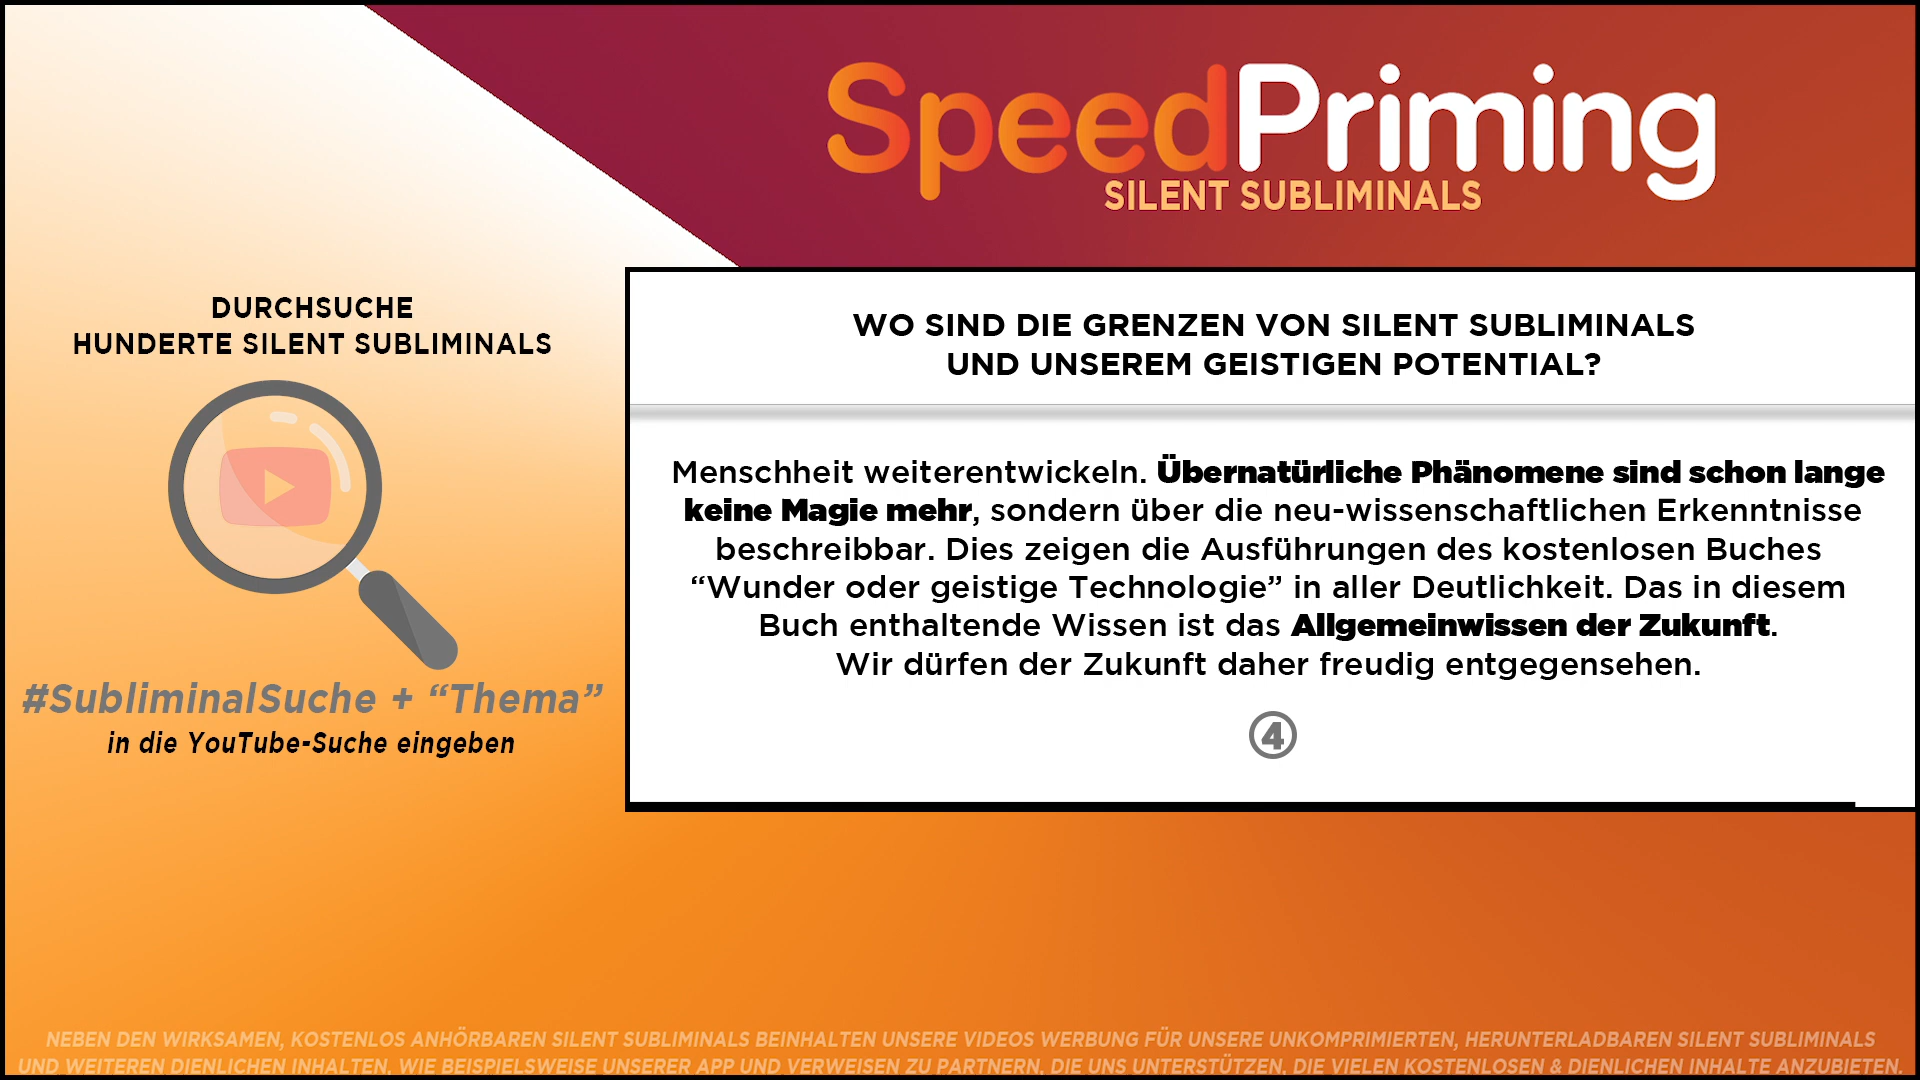 SpeedPriming
SILENT SUBLIMINALS
DURCHSUCHE
HUNDERTE SILENT SUBLIMINALS
#SubliminalSuche + “Thema”
in die YouTube-Suche eingeben
WO SIND DIE GRENZEN VON SILENT SUBLIMINALS
UND UNSEREM GEISTIGEN POTENTIAL?
Menschheit weiterentwickeln. Übernatürliche Phänomene sind schon lange
keine Magie mehr, sondern über die neu-wissenschaftlichen Erkenntnisse
beschreibbar. Dies zeigen die Ausführungen des kostenlosen Buches
“Wunder oder geistige Technologie” in aller Deutlichkeit. Das in diesem
Buch enthaltende Wissen ist das Allgemeinwissen der Zukunft.
Wir dürfen der Zukunft daher freudig entgegensehen.
4
NEBEN DEN WIRKSAMEN, KOSTENLOS ANHÖRBAREN SILENT SUBLIMINALS BEINHALTEN UNSERE VIDEOS WERBUNG FÜR UNSERE UNKOMPRIMIERTEN, HERUNTERLADBAREN SILENT SUBLIMINALS
UND WEITEREN DIENLICHEN INHALTEN, WIE BEISPIELSWEISE UNSERER APP UND VERWEISEN ZU PARTNERN, DIE UNS UNTERSTÜTZEN, DIE VIELEN KOSTENLOSEN & DIENLICHEN INHALTE ANZUBIETEN.